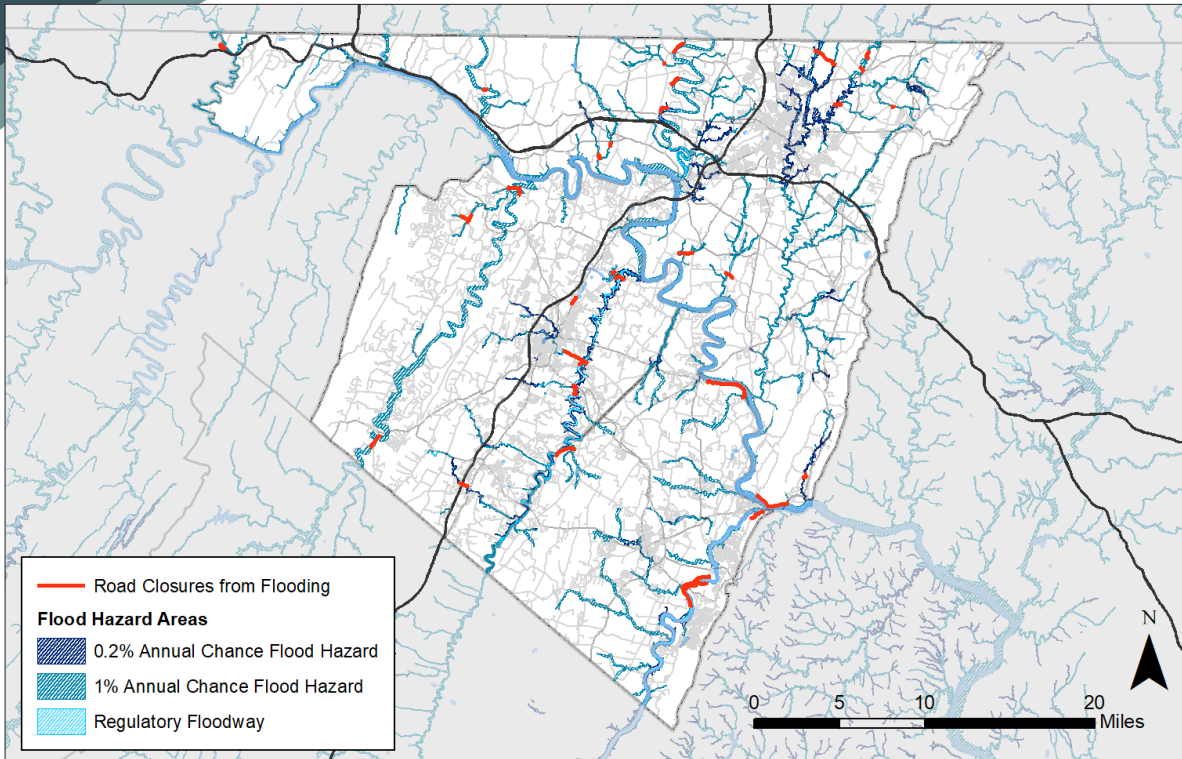 Road Closures from Flooding
Flood Hazard Areas
0.2% Annual Chance Flood Hazard
1% Annual Chance Flood Hazard
Regulatory Floodway
N
0 5 10 20
Miles